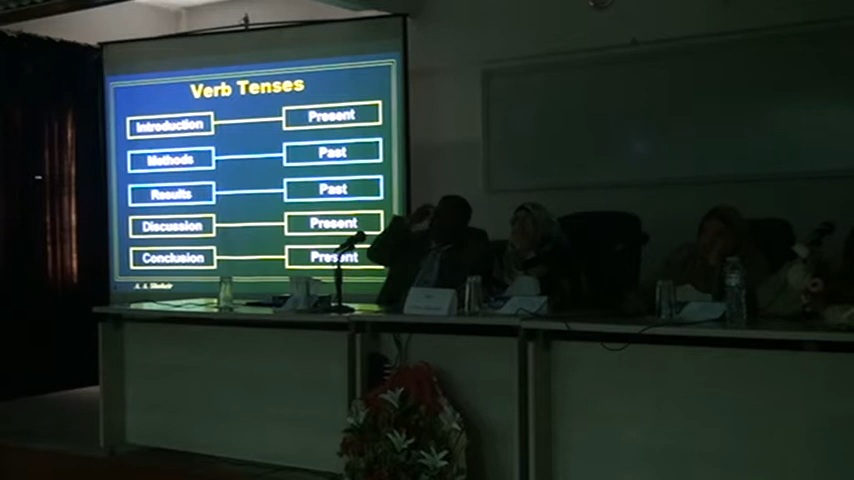 Verb Tenses
Introduction Present
Methods Past
Results Past
Discussion Present
Conclusion Present